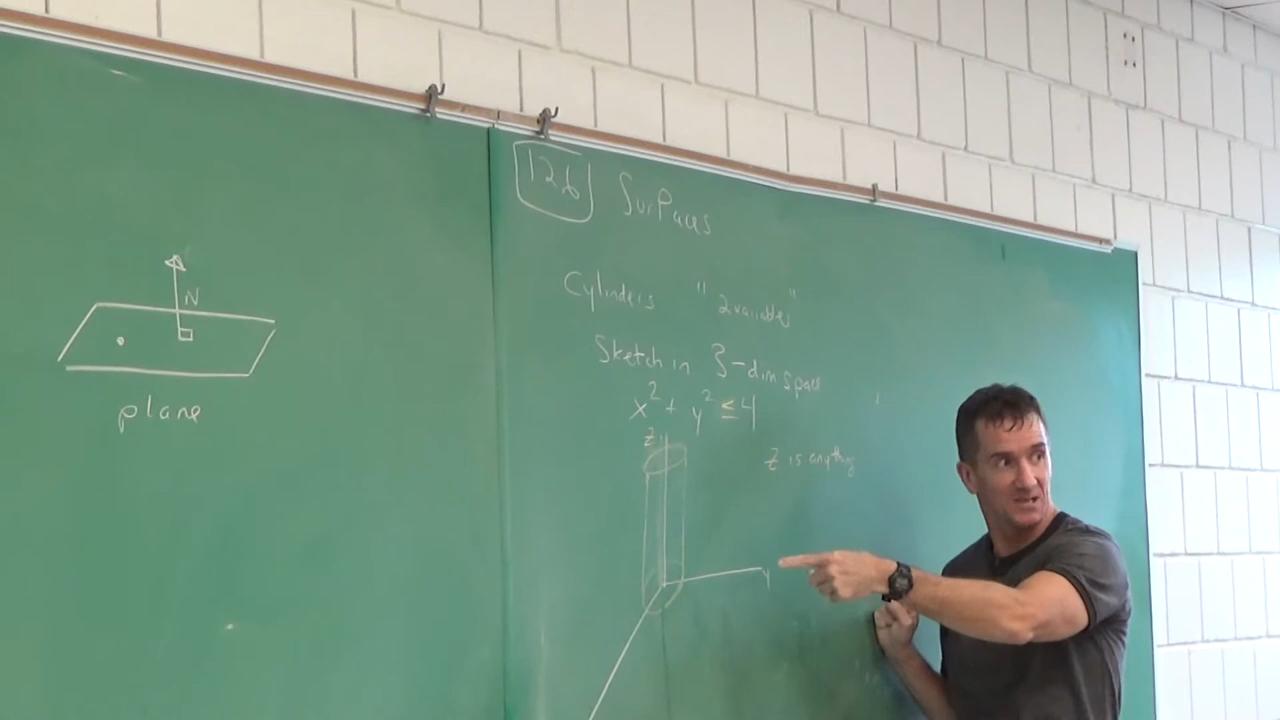 N
plane
12.6 Surfaces
Cylinders "2 variables"
Sketch in 3-dim space
x² + y² ≤ 4
z
z is anything
y